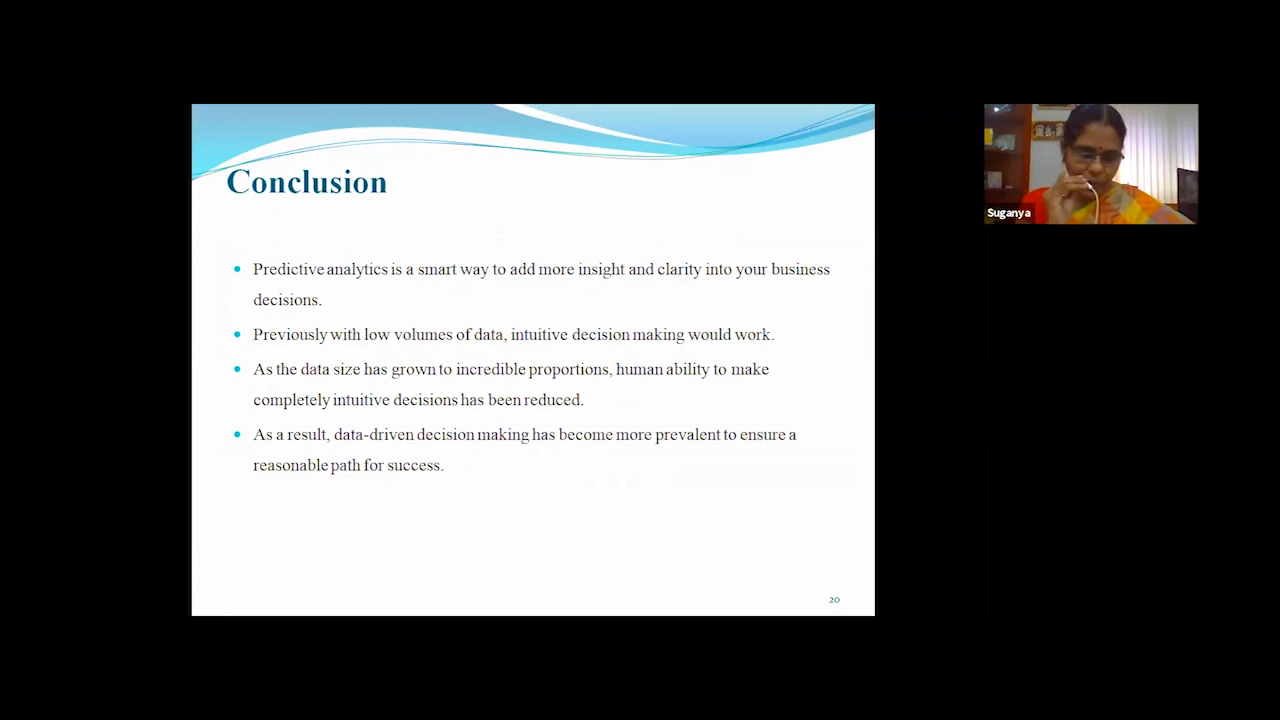 Conclusion
Predictive analytics is a smart way to add more insight and clarity into your business
decisions.
Previously with low volumes of data, intuitive decision making would work.
As the data size has grown to incredible proportions, human ability to make
completely intuitive decisions has been reduced.
As a result, data-driven decision making has become more prevalent to ensure a
reasonable path for success.
20
Suganya